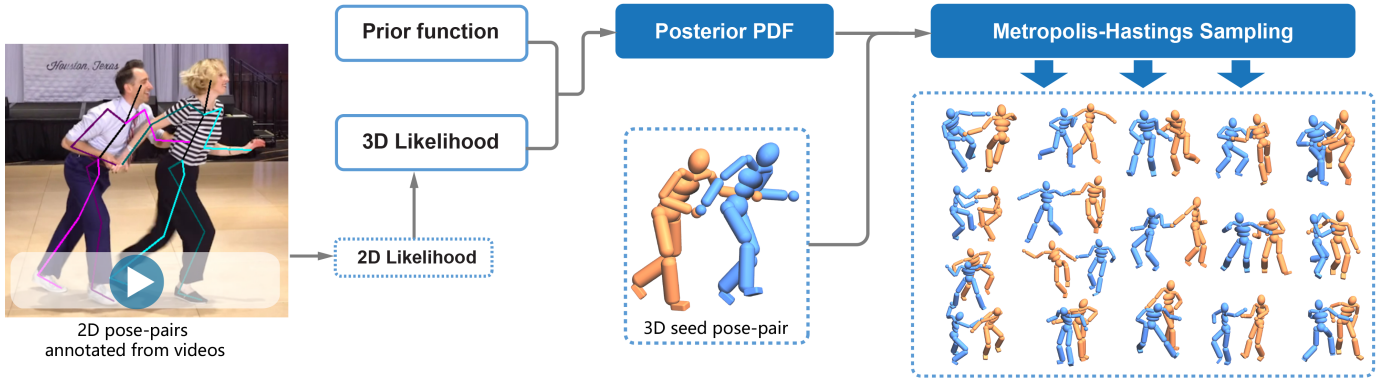 Prior function
Posterior PDF
Metropolis-Hastings Sampling
Houston, Texas
3D Likelihood
2D Likelihood
2D pose-pairs
annotated from videos
3D seed pose-pair